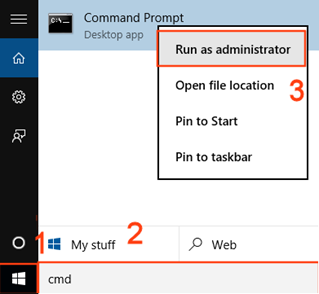 Command Prompt
Desktop app
Run as administrator
Open file location
3
Pin to Start
Pin to taskbar
1
My stuff
2
Web
cmd